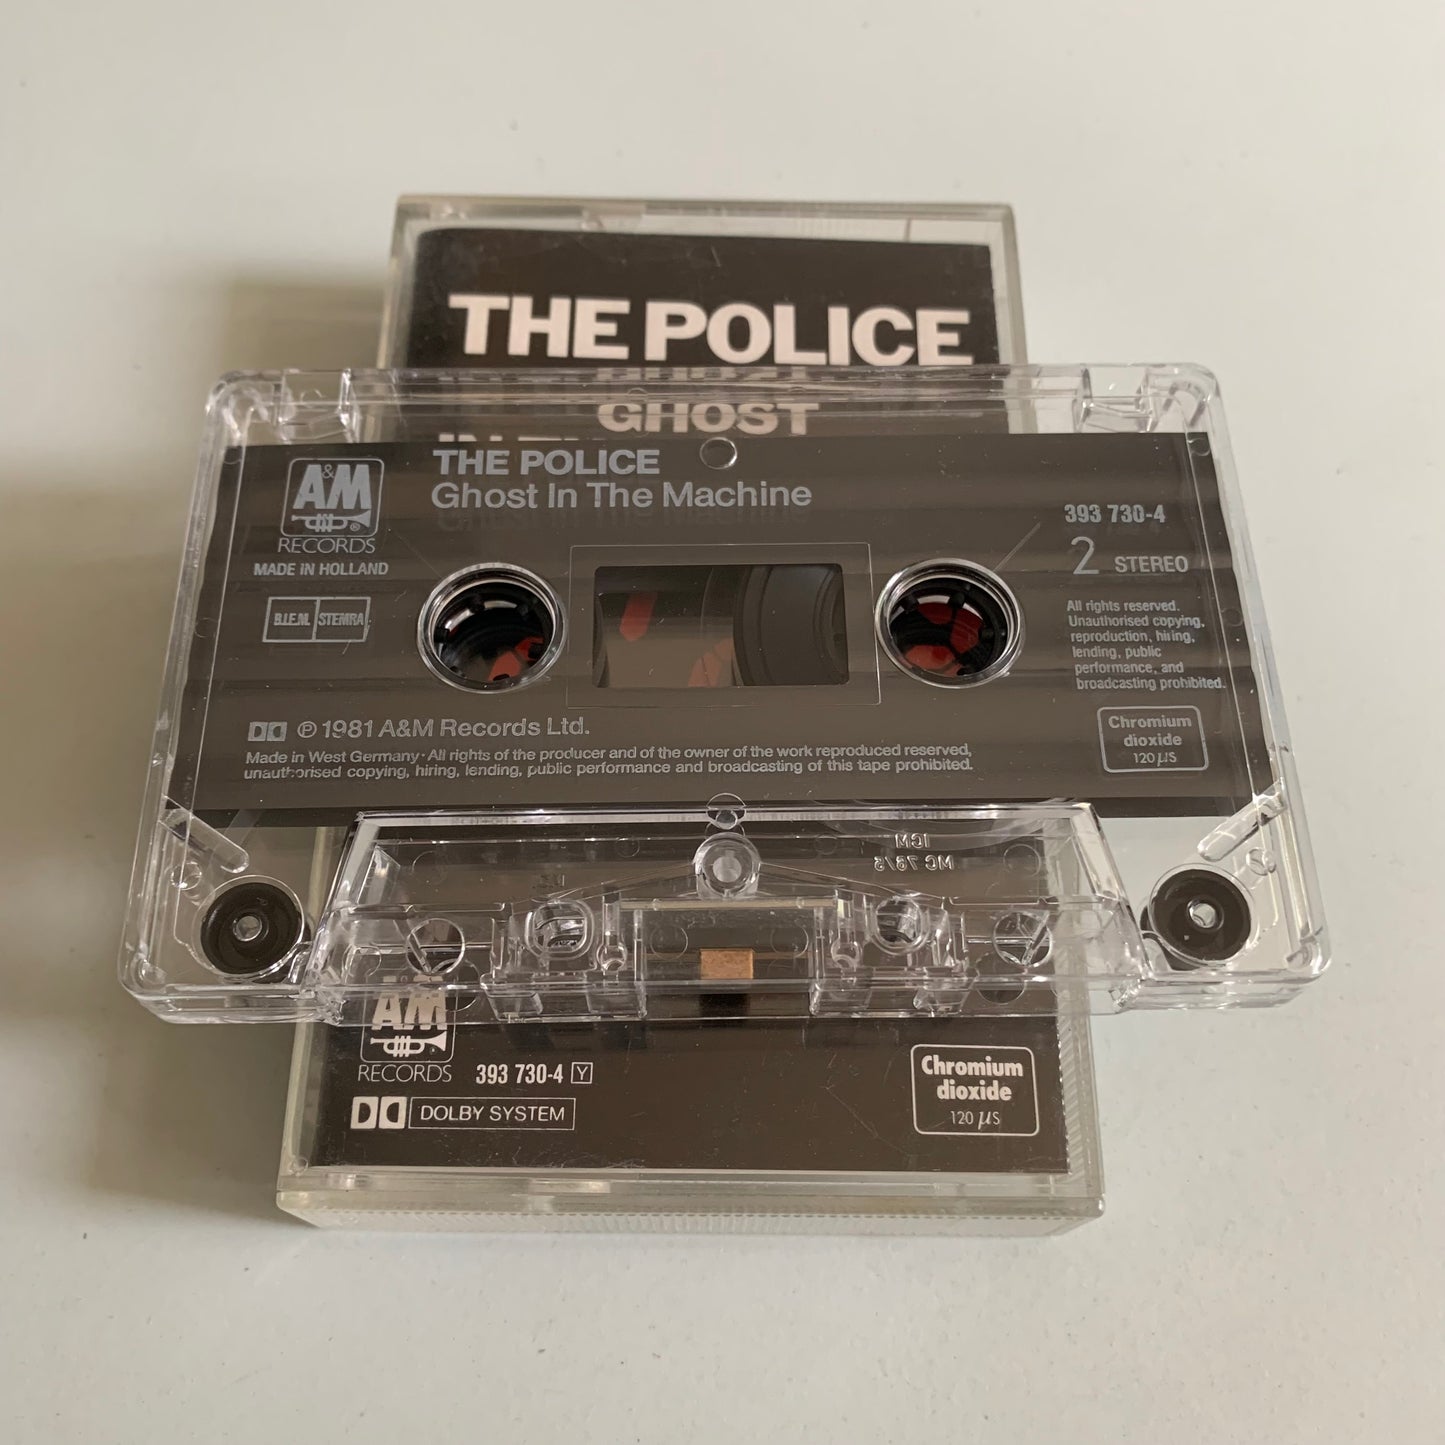 THE POLICE
GHOST
A&M
RECORDS
MADE IN HOLLAND
B.I.E.M. STEMRA
THE POLICE
Ghost In The Machine
393 730-4
2 STEREO
All rights reserved.
Unauthorised copying,
reproduction, hiring,
lending, public
performance, and
broadcasting prohibited.
℗ 1981 A&M Records Ltd.
Made in West Germany · All rights of the producer and of the owner of the work reproduced reserved,
unauthorised copying, hiring, lending, public performance and broadcasting of this tape prohibited.
Chromium
dioxide
120 μs
AM ®
RECORDS 393 730-4 Y
DOLBY SYSTEM
Chromium
dioxide
120 μs